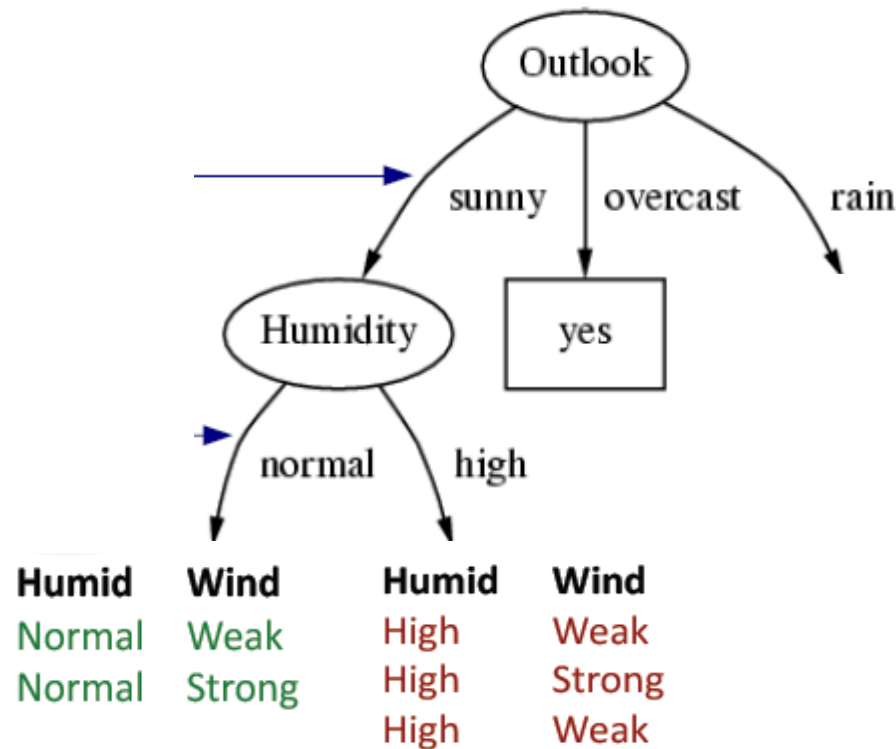 Outlook
sunny overcast rain
Humidity yes
normal high
Humid Wind Humid Wind
Normal Weak High Weak
Normal Strong High Strong
High Weak